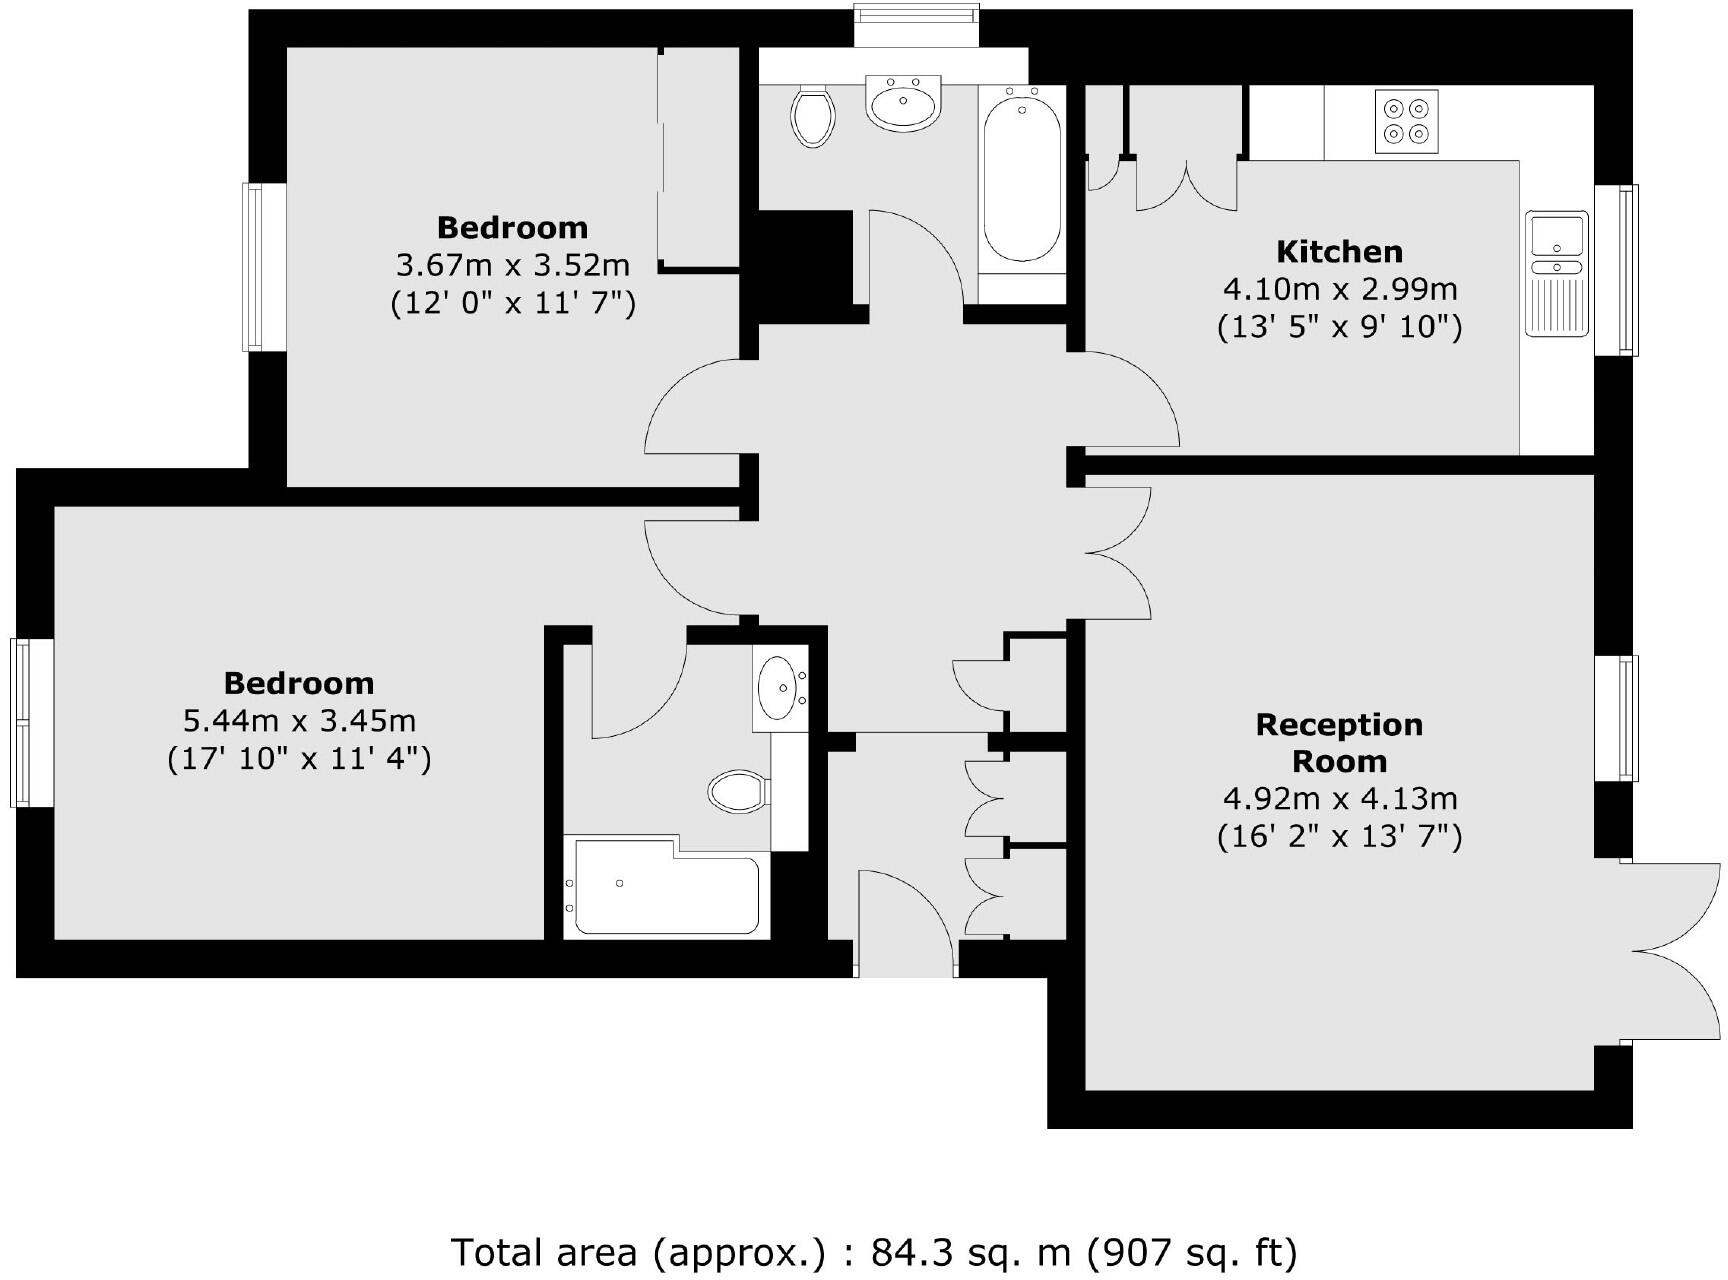 Bedroom
3.67m x 3.52m
(12' 0" x 11' 7")
Kitchen
4.10m x 2.99m
(13' 5" x 9' 10")
Bedroom
5.44m x 3.45m
(17' 10" x 11' 4")
Reception
Room
4.92m x 4.13m
(16' 2" x 13' 7")
Total area (approx.) : 84.3 sq. m (907 sq. ft)